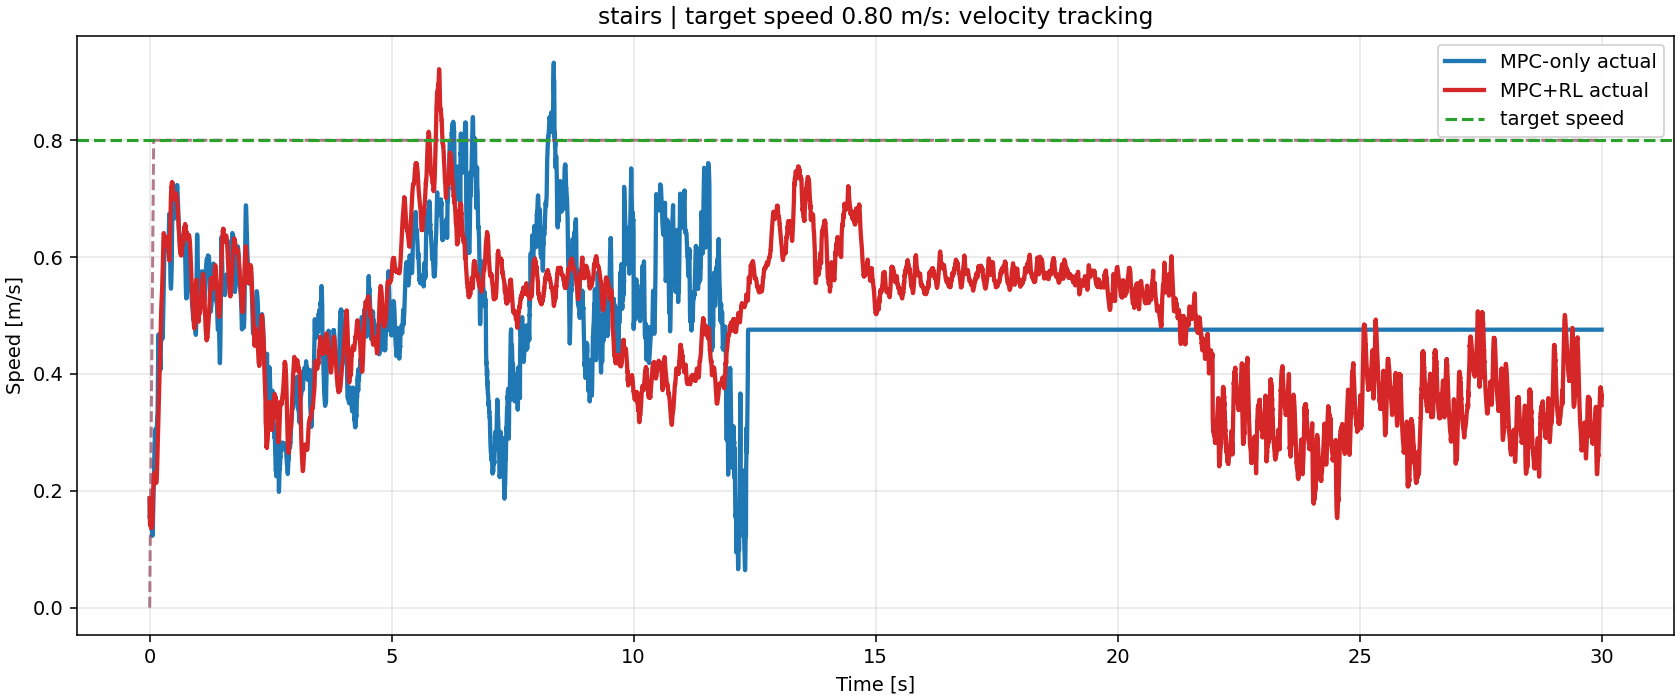 stairs | target speed 0.80 m/s: velocity tracking
MPC-only actual
MPC+RL actual
target speed
Speed [m/s]
0.8
0.6
0.4
0.2
0.0
0 5 10 15 20 25 30
Time [s]